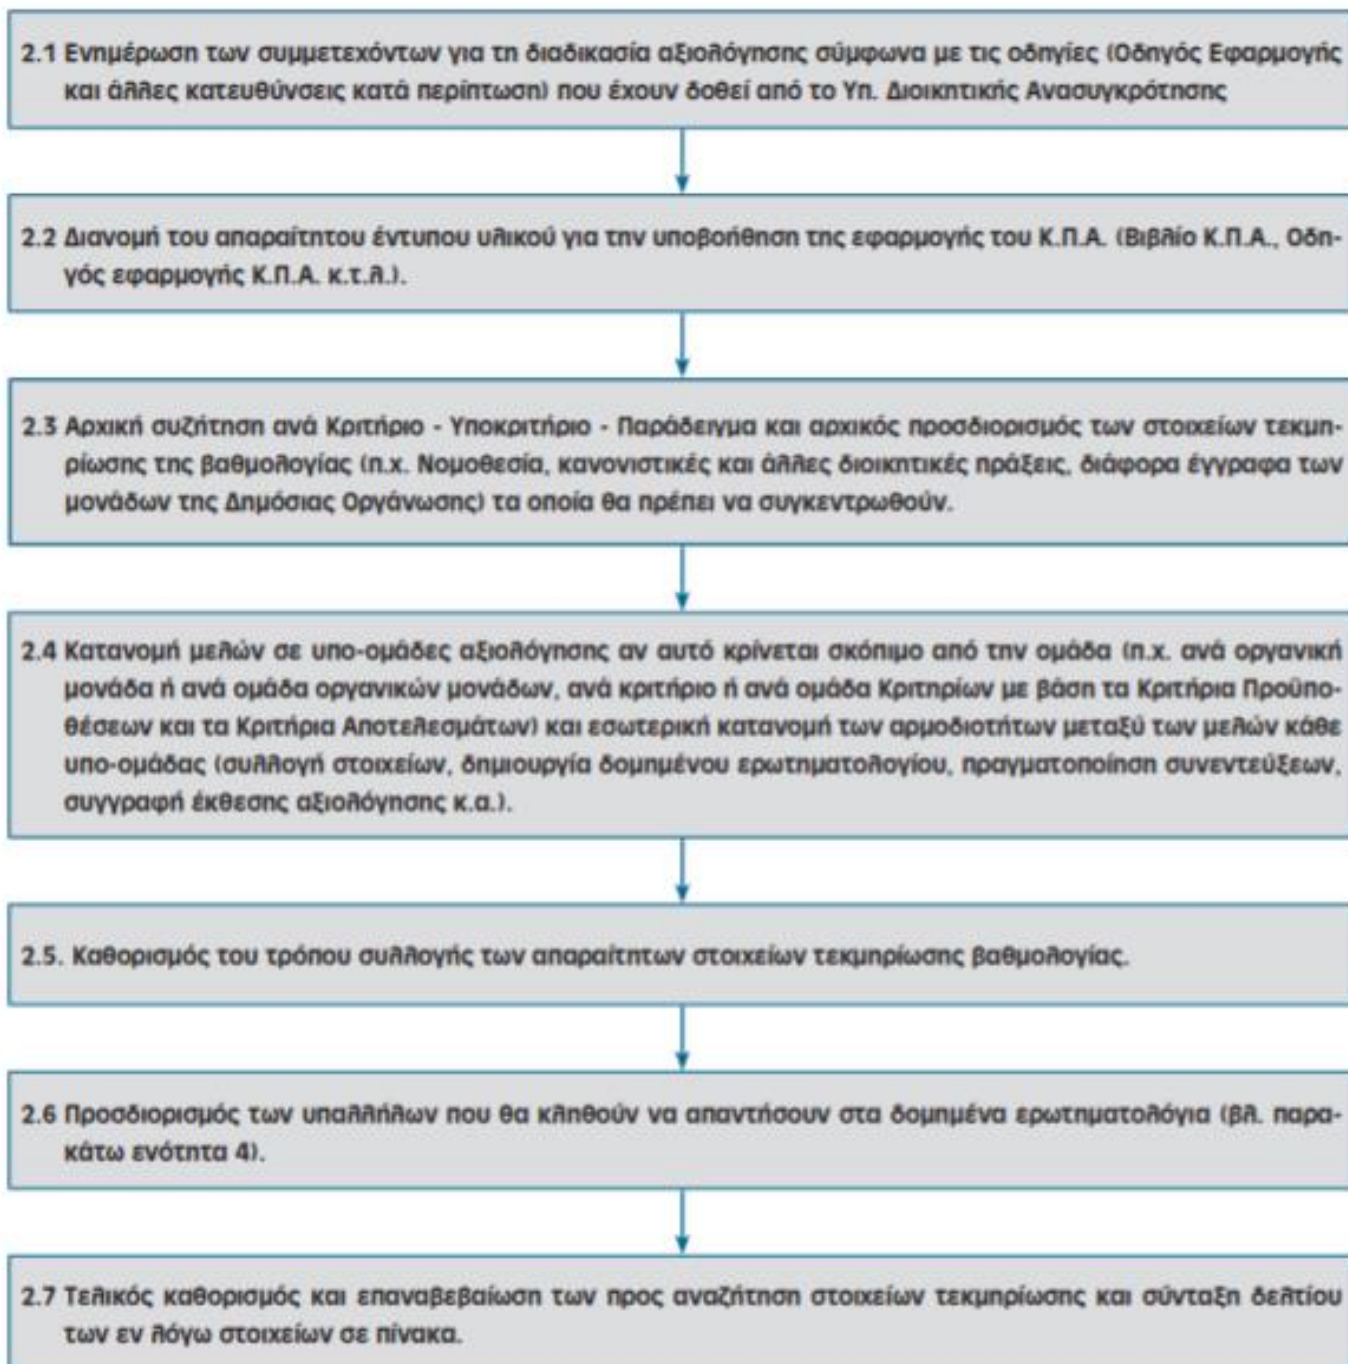 2.1 Ενημέρωση των συμμετεχόντων για τη διαδικασία αξιολόγησης σύμφωνα με τις οδηγίες (Οδηγός Εφαρμογής
και άλλες κατευθύνσεις κατά περίπτωση) που έχουν δοθεί από το Υπ. Διοικητικής Ανασυγκρότησης
2.2 Διανομή του απαραίτητου έντυπου υλικού για την υποβοήθηση της εφαρμογής του Κ.Π.Α. (Βιβλίο Κ.Π.Α., Οδη-
γός εφαρμογής Κ.Π.Α. κ.τ.λ.).
2.3 Αρχική συζήτηση ανά Κριτήριο - Υποκριτήριο - Παράδειγμα και αρχικός προσδιορισμός των στοιχείων τεκμη-
ρίωσης της βαθμολογίας (π.χ. Νομοθεσία, κανονιστικές και άλλες διοικητικές πράξεις, διάφορα έγγραφα των
μονάδων της Δημόσιας Οργάνωσης) τα οποία θα πρέπει να συγκεντρωθούν.
2.4 Κατανομή μελών σε υπο-ομάδες αξιολόγησης αν αυτό κρίνεται σκόπιμο από την ομάδα (π.χ. ανά οργανική
μονάδα ή ανά ομάδα οργανικών μονάδων, ανά κριτήριο ή ανά ομάδα Κριτηρίων με βάση τα Κριτήρια Προϋπο-
θέσεων και τα Κριτήρια Αποτελεσμάτων) και εσωτερική κατανομή των αρμοδιοτήτων μεταξύ των μελών κάθε
υπο-ομάδας (συλλογή στοιχείων, δημιουργία δομημένου ερωτηματολογίου, πραγματοποίηση συνεντεύξεων,
συγγραφή έκθεσης αξιολόγησης κ.α.).
2.5. Καθορισμός του τρόπου συλλογής των απαραίτητων στοιχείων τεκμηρίωσης βαθμολογίας.
2.6 Προσδιορισμός των υπαλλήλων που θα κληθούν να απαντήσουν στα δομημένα ερωτηματολόγια (βλ. παρα-
κάτω ενότητα 4).
2.7 Τελικός καθορισμός και επαναβεβαίωση των προς αναζήτηση στοιχείων τεκμηρίωσης και σύνταξη δελτίου
των εν λόγω στοιχείων σε πίνακα.